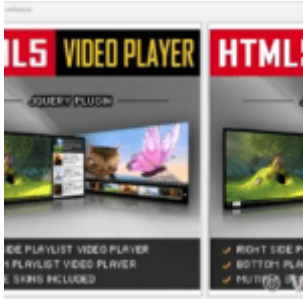 ML5 VIDEO PLAYER
JQUERY PLUGIN
SIDE PLAYLIST VIDEO PLAYER
PLAYLIST VIDEO PLAYER
SKINS INCLUDED
HTML5
RIGHT SIDE P
BOTTOM PLA